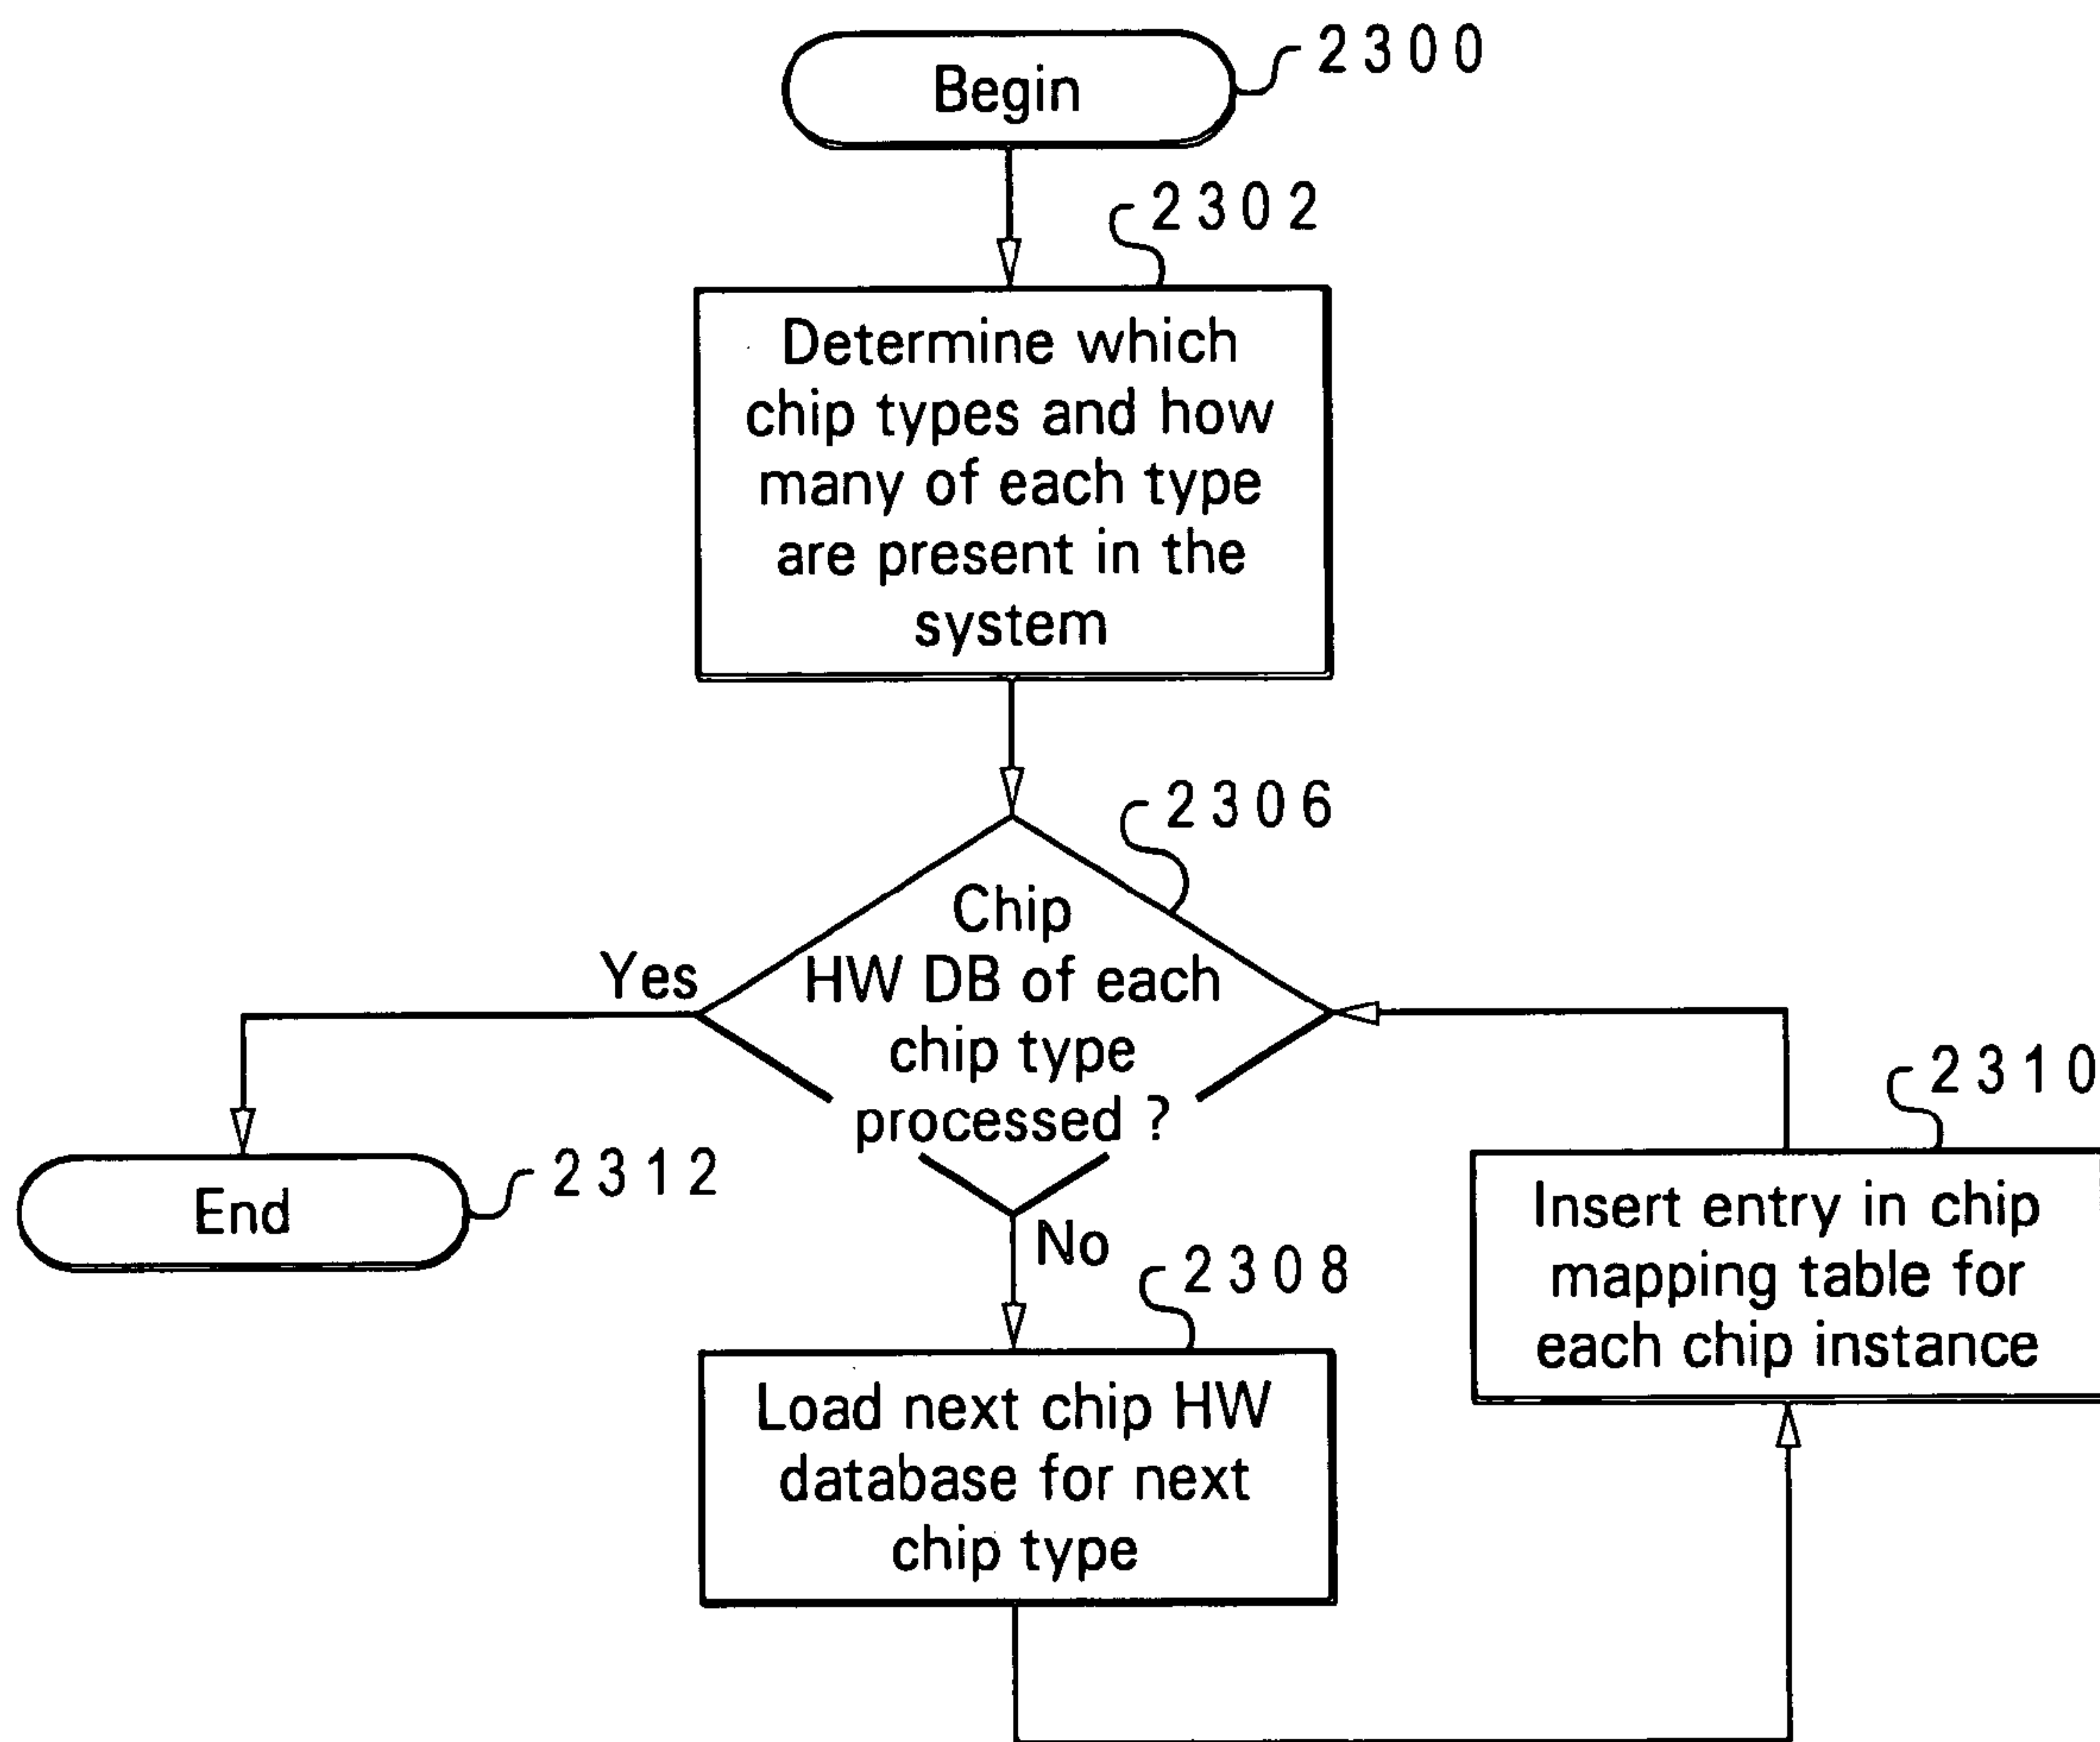 Begin
2300
2302
Determine which
chip types and how
many of each type
are present in the
system
2306
Chip
HW DB of each
chip type
processed ?
Yes
No
2312
End
2308
Load next chip HW
database for next
chip type
2310
Insert entry in chip
mapping table for
each chip instance